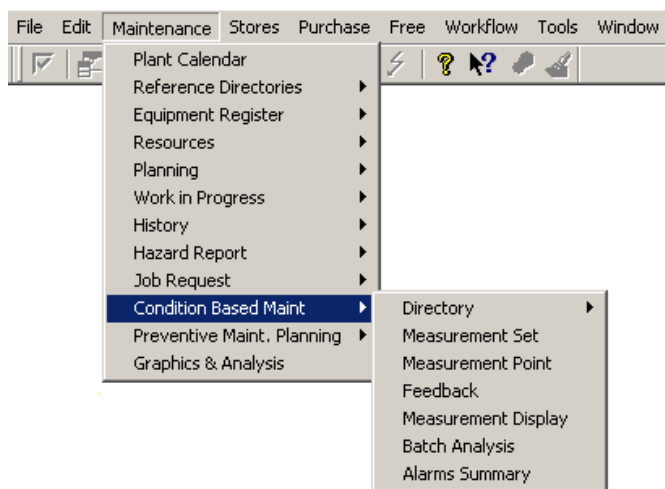 File Edit Maintenance Stores Purchase Free Workflow Tools Window
Plant Calendar
Reference Directories
Equipment Register
Resources
Planning
Work in Progress
History
Hazard Report
Job Request
Condition Based Maint
Preventive Maint. Planning
Graphics & Analysis
Directory
Measurement Set
Measurement Point
Feedback
Measurement Display
Batch Analysis
Alarms Summary